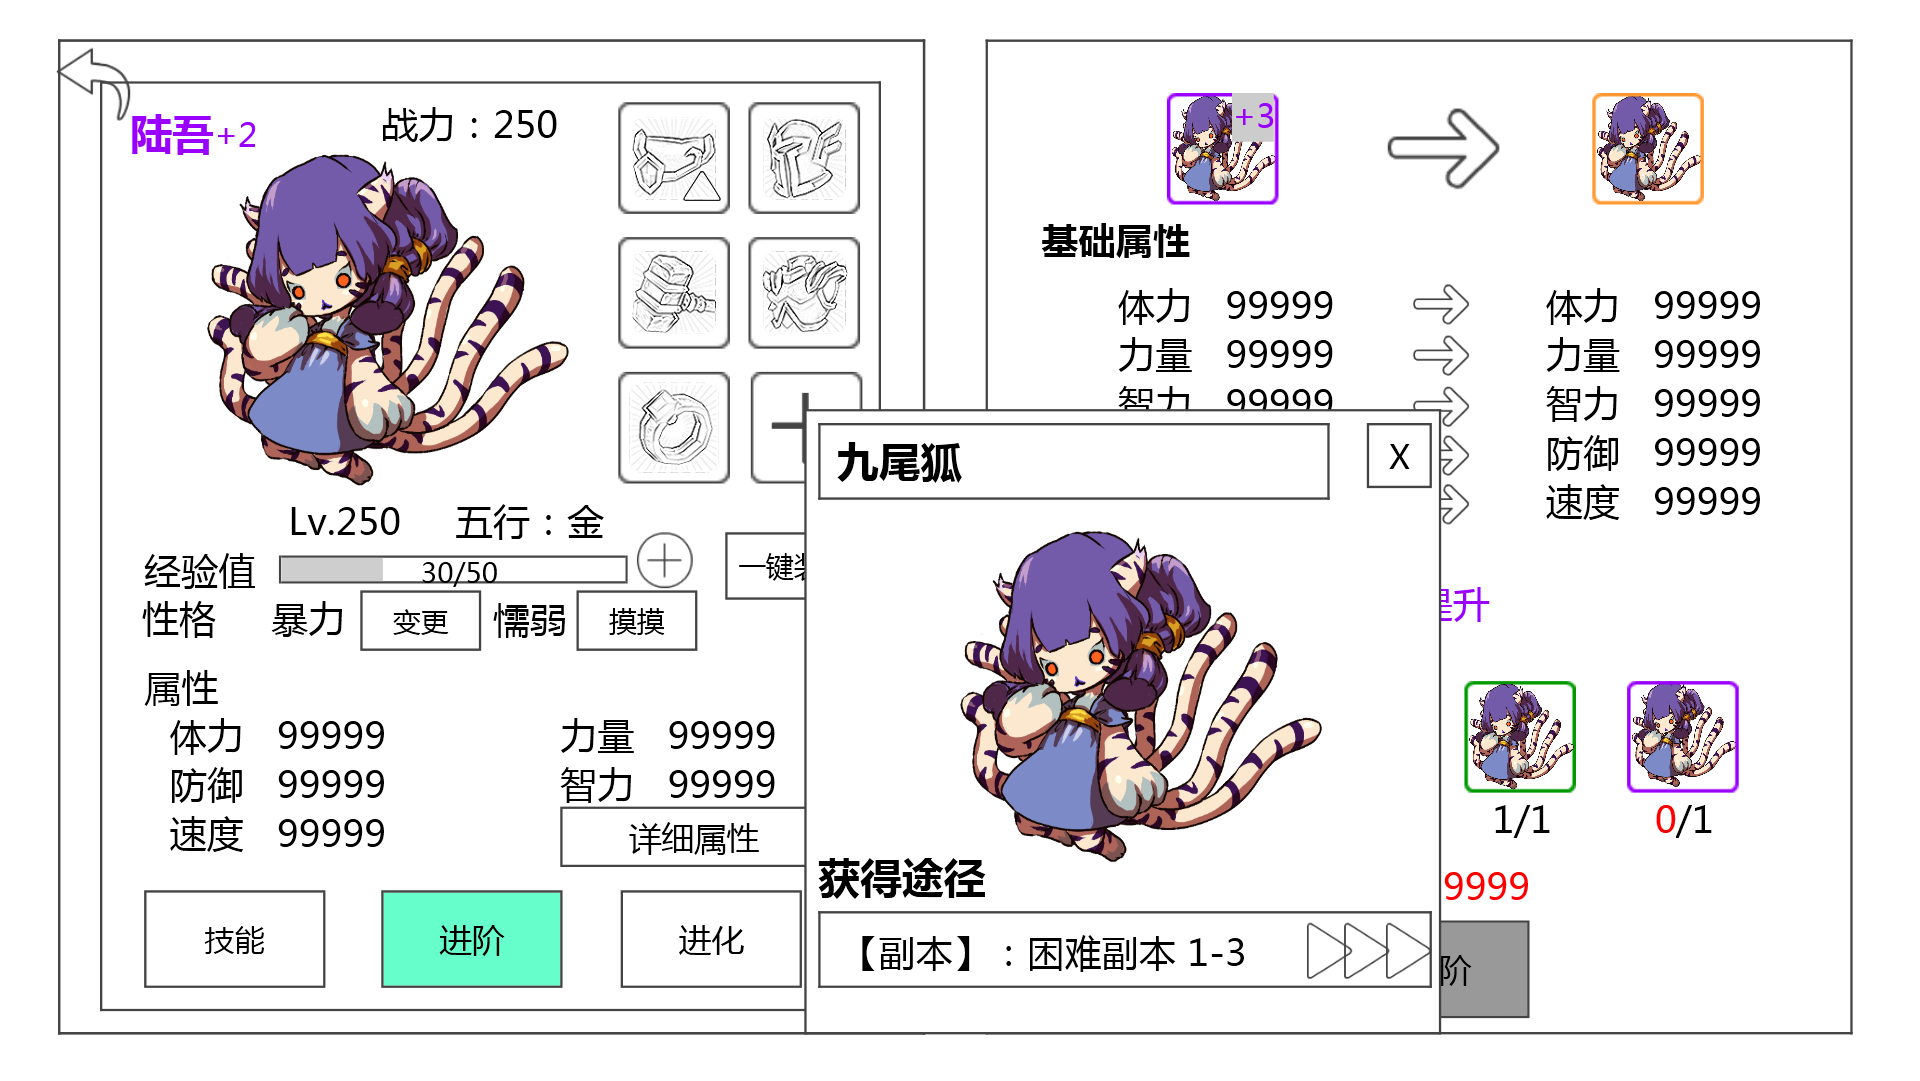 陆吾+2
战力：250
Lv.250 五行：金
经验值 30/50
一键
性格 暴力 变更 懦弱 摸摸
属性
体力 99999 力量 99999
防御 99999 智力 99999
速度 99999 详细属性
技能 进阶 进化
+3
基础属性
体力 99999 体力 99999
力量 99999 力量 99999
智力 99999 智力 99999
防御 99999
速度 99999
提升
1/1 0/1
9999
阶
九尾狐 X
获得途径
【副本】：困难副本 1-3